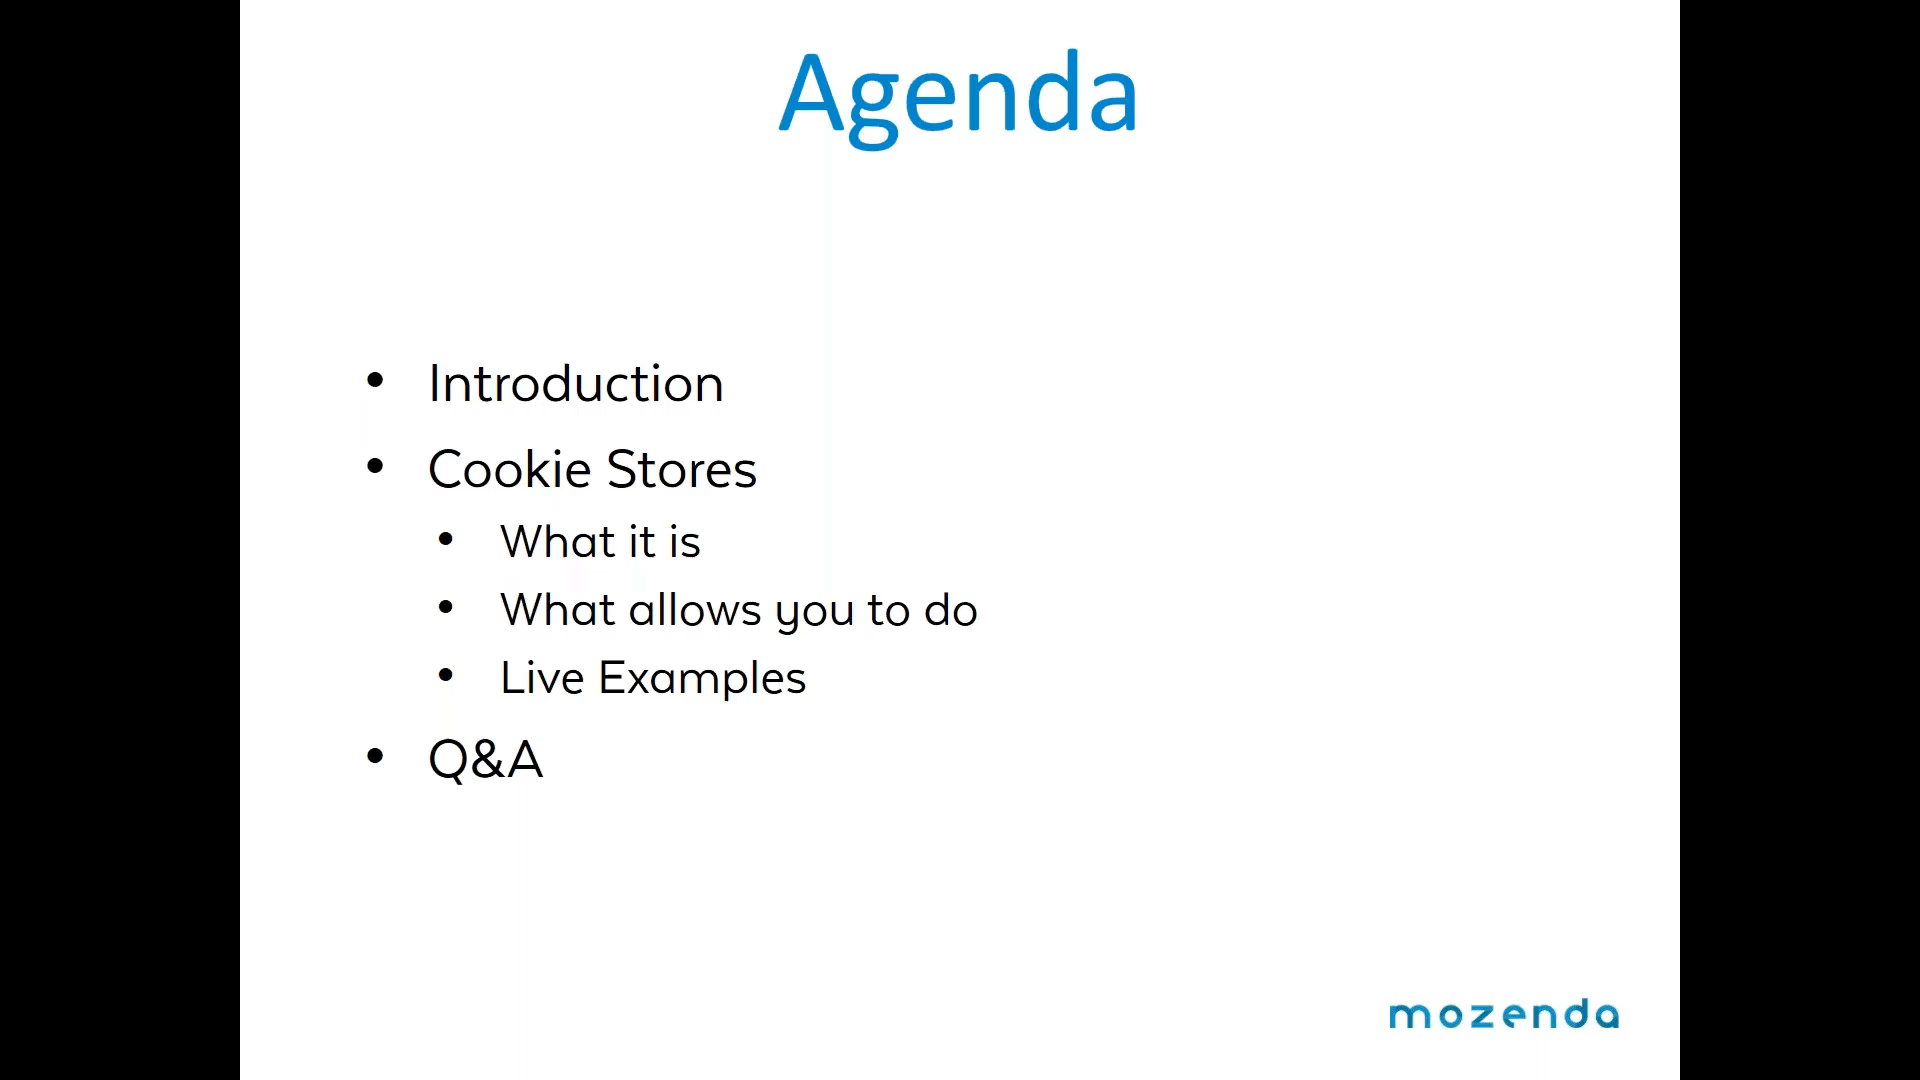 Agenda
• Introduction
• Cookie Stores
• What it is
• What allows you to do
• Live Examples
• Q&A
mozenda